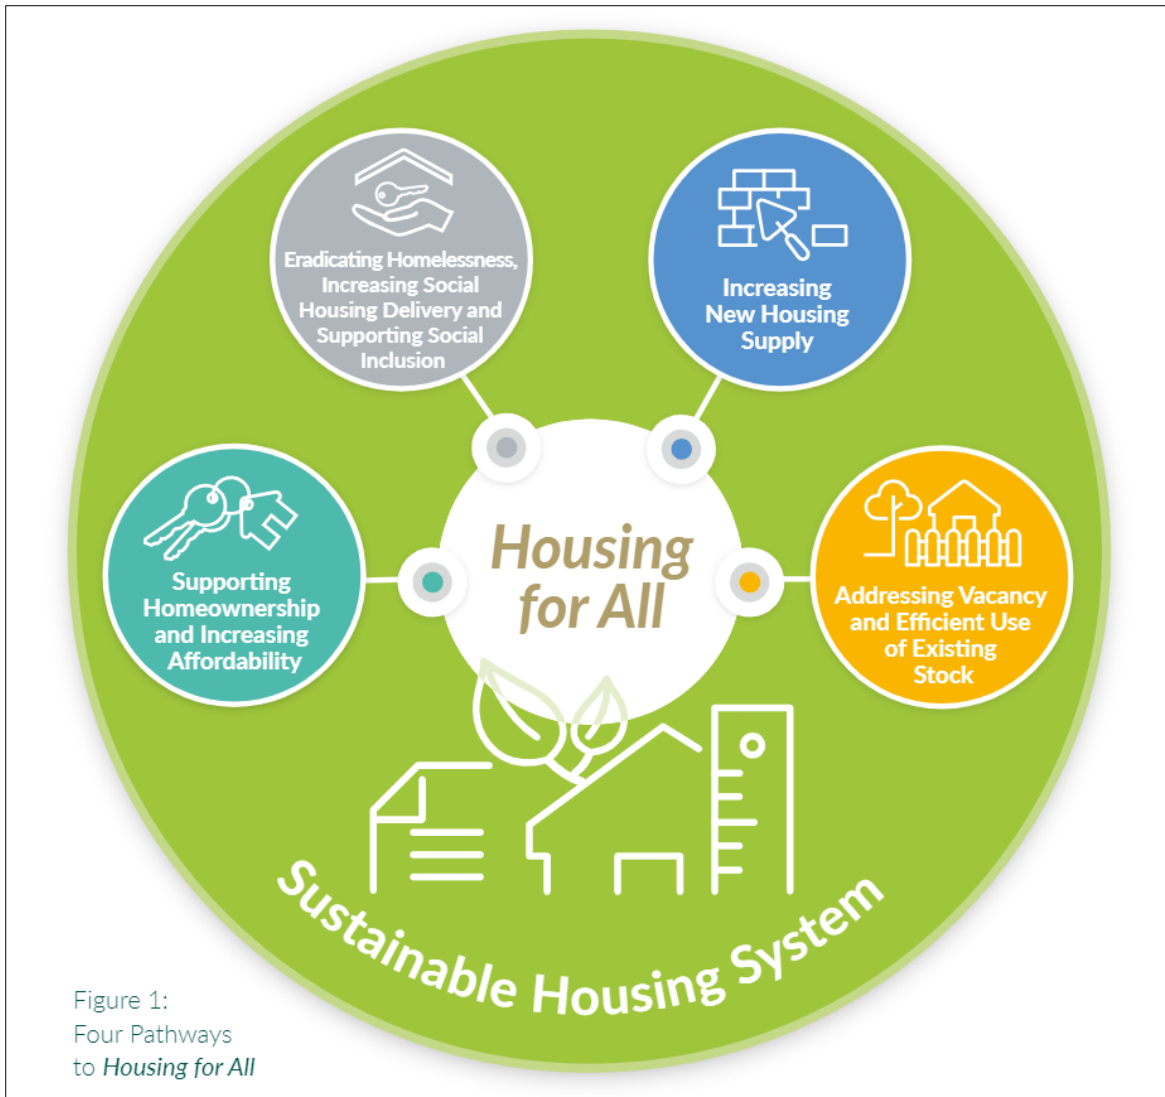 Eradicating Homelessness,
Increasing Social
Housing Delivery and
Supporting Social
Inclusion
Increasing
New Housing
Supply
Supporting
Homeownership
and Increasing
Affordability
Housing
for All
Addressing Vacancy
and Efficient Use
of Existing
Stock
Sustainable Housing System
Figure 1:
Four Pathways
to Housing for All